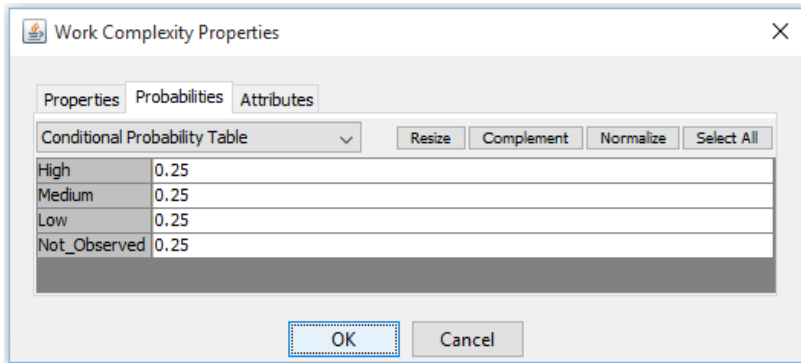 Work Complexity Properties
Properties Probabilities Attributes
Conditional Probability Table Resize Complement Normalize Select All
High 0.25
Medium 0.25
Low 0.25
Not_Observed 0.25
OK Cancel